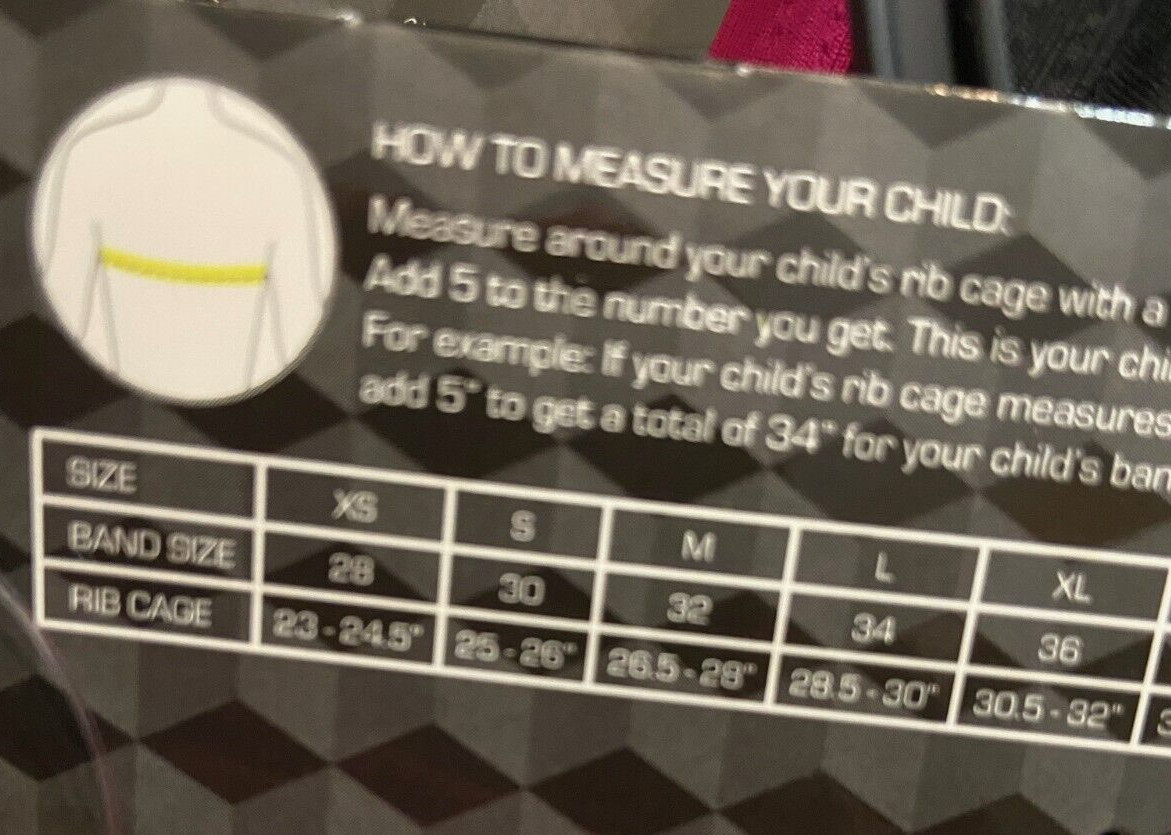 HOW TO MEASURE YOUR CHILD:
Measure around your child's rib cage with a
Add 5 to the number you get. This is your chi
For example: If your child's rib cage measures
add 5" to get a total of 34" for your child's ban
SIZE XS S M L XL
BAND SIZE 28 30 32 34 36
RIB CAGE 23-24.5" 25-26" 26.5-28" 28.5-30" 30.5-32" 3